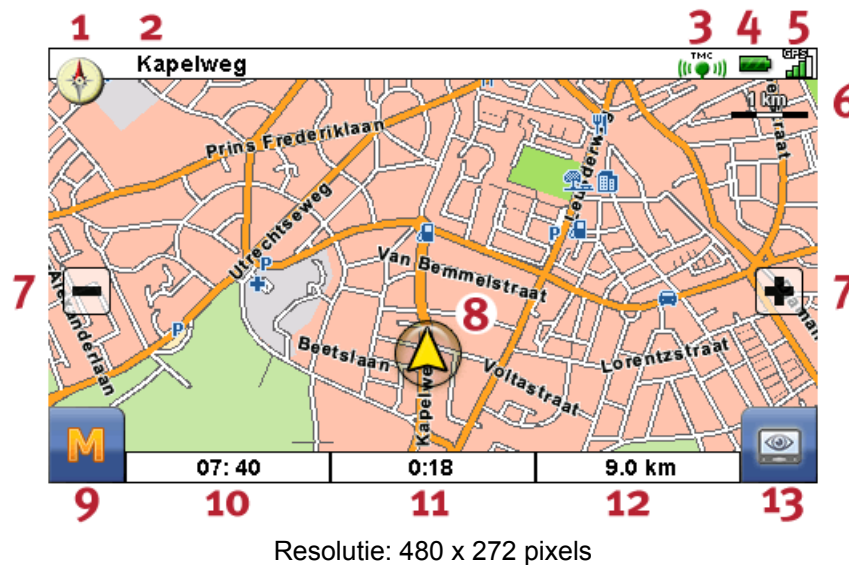 1 2 3 4 5
Kapelweg TMC GPS
1 km 6
Prins Frederiklaan
Utrechtseweg
P
P
Van Bemmelstraat
7 7
8
P
Beetslaan
Voltastraat
Lorentzstraat
Kapelweg
M
07:40 0:18 9.0 km
9 10 11 12 13
Resolutie: 480 x 272 pixels